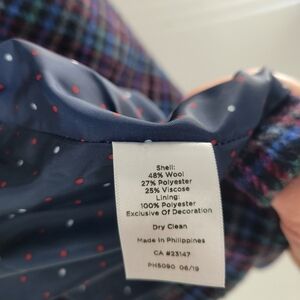 Shell:
48% Wool
27% Polyester
25% Viscose
Lining:
100% Polyester
Exclusive Of Decoration
Dry Clean
Made In Philippines
CA #23147
PH5090 06/19